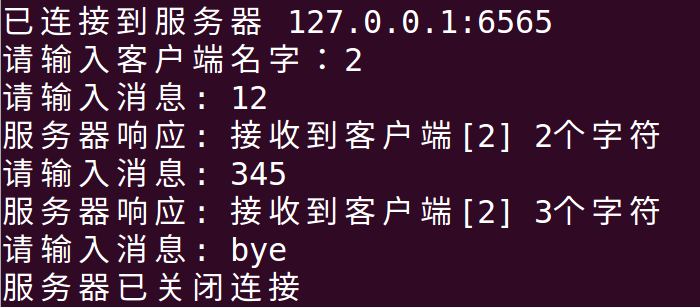 已连接到服务器 127.0.0.1:6565
请输入客户端名字：2
请输入消息: 12
服务器响应: 接收到客户端[2] 2个字符
请输入消息: 345
服务器响应: 接收到客户端[2] 3个字符
请输入消息: bye
服务器已关闭连接